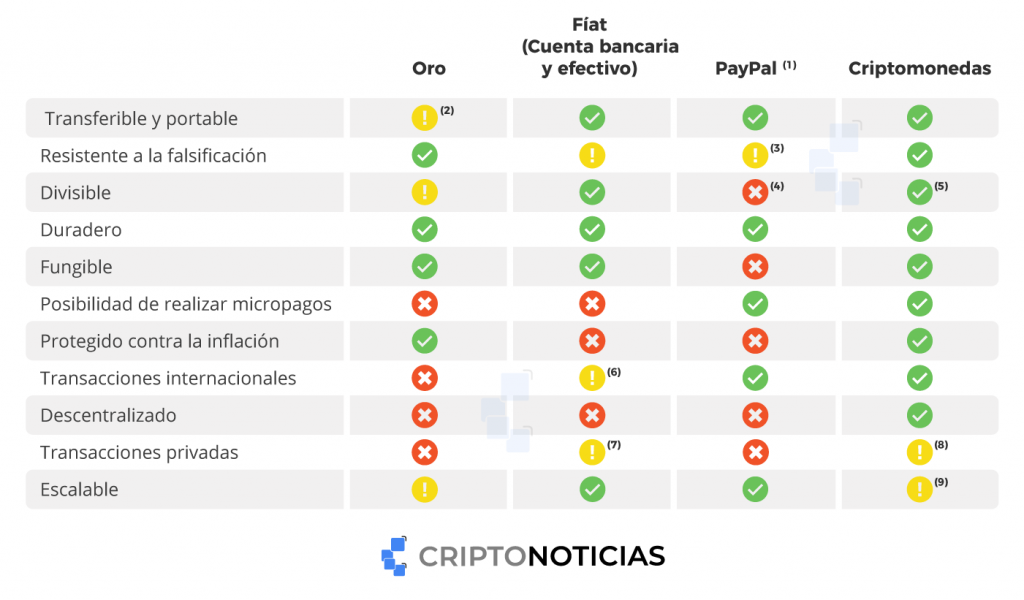 Fíat
(Cuenta bancaria
Oro y efectivo) PayPal (1) Criptomonedas
Transferible y portable (2)
Resistente a la falsificación (3)
Divisible (4) (5)
Duradero
Fungible
Posibilidad de realizar micropagos
Protegido contra la inflación
Transacciones internacionales (6)
Descentralizado
Transacciones privadas (7) (8)
Escalable (9)
CRIPTONOTICIAS